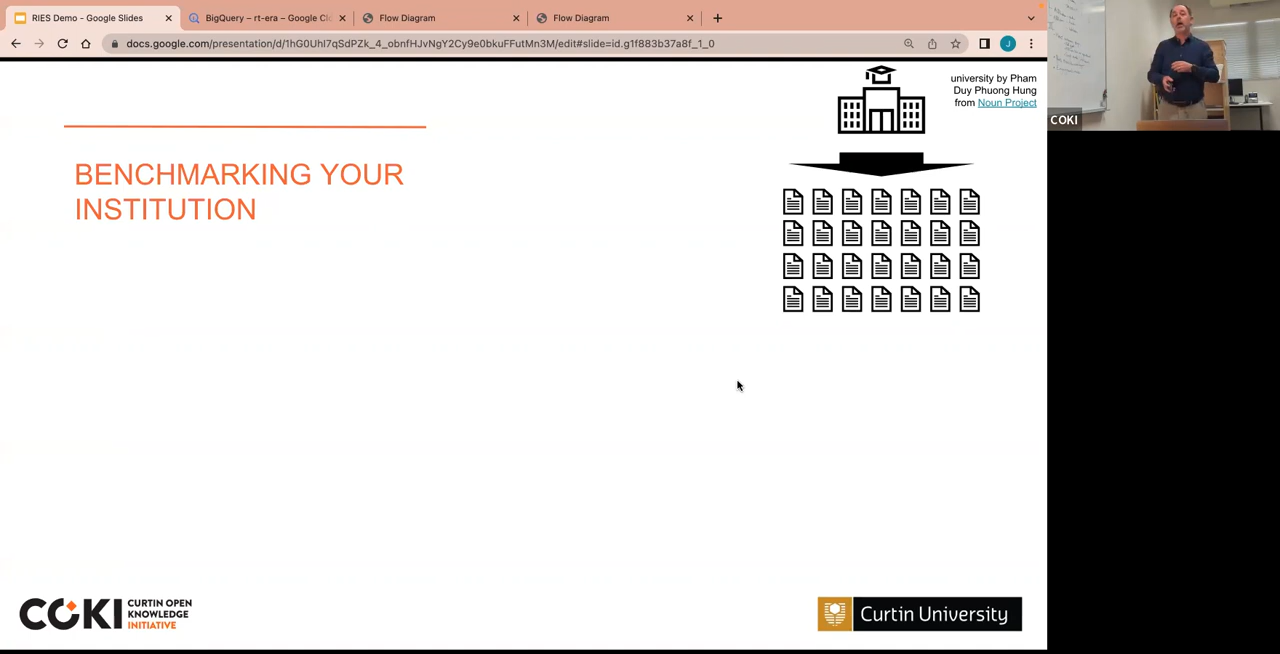 RIES Demo - Google Slides
BigQuery – rt-era – Google Cl
Flow Diagram
Flow Diagram
docs.google.com/presentation/d/1hG0Uhl7qSdPZk_4_obnfHJvNgY2Cy9e0bkuFFutMn3M/edit#slide=id.g1f883b37a8f_1_0
J
university by Pham
Duy Phuong Hung
from Noun Project
COKI
BENCHMARKING YOUR
INSTITUTION
COKI CURTIN OPEN
KNOWLEDGE
INITIATIVE
Curtin University